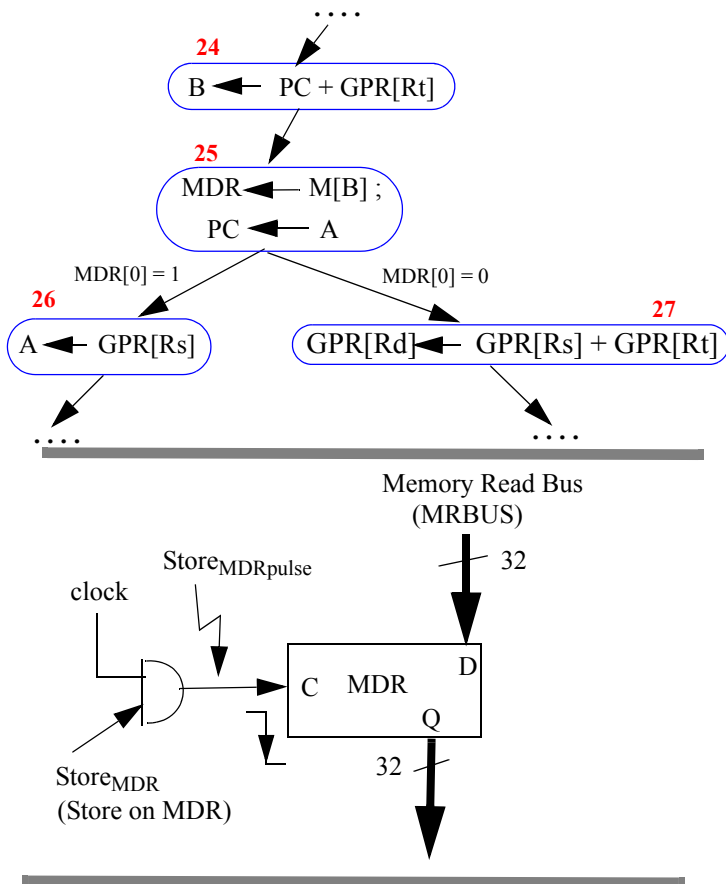 ....
24
B PC + GPR[Rt]
25
MDR M[B] ;
PC A
MDR[0] = 1
MDR[0] = 0
26
27
A GPR[Rs]
GPR[Rd] GPR[Rs] + GPR[Rt]
....
....
Memory Read Bus
(MRBUS)
32
StoreMDRpulse
clock
D
C MDR
Q
32
StoreMDR
(Store on MDR)